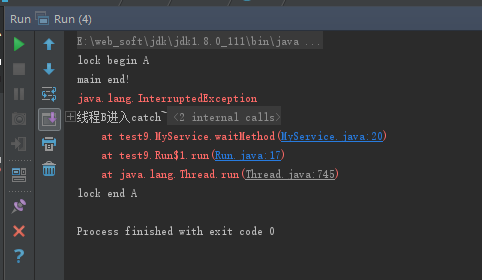 Run Run (4)
E:\web_soft\jdk\jdk1.8.0_111\bin\java ...
lock begin A
main end!
java.lang.InterruptedException
线程B进入catch~ <2 internal calls>
at test9.MyService.waitMethod(MyService.java:20)
at test9.Run$1.run(Run.java:17)
at java.lang.Thread.run(Thread.java:745)
lock end A
Process finished with exit code 0